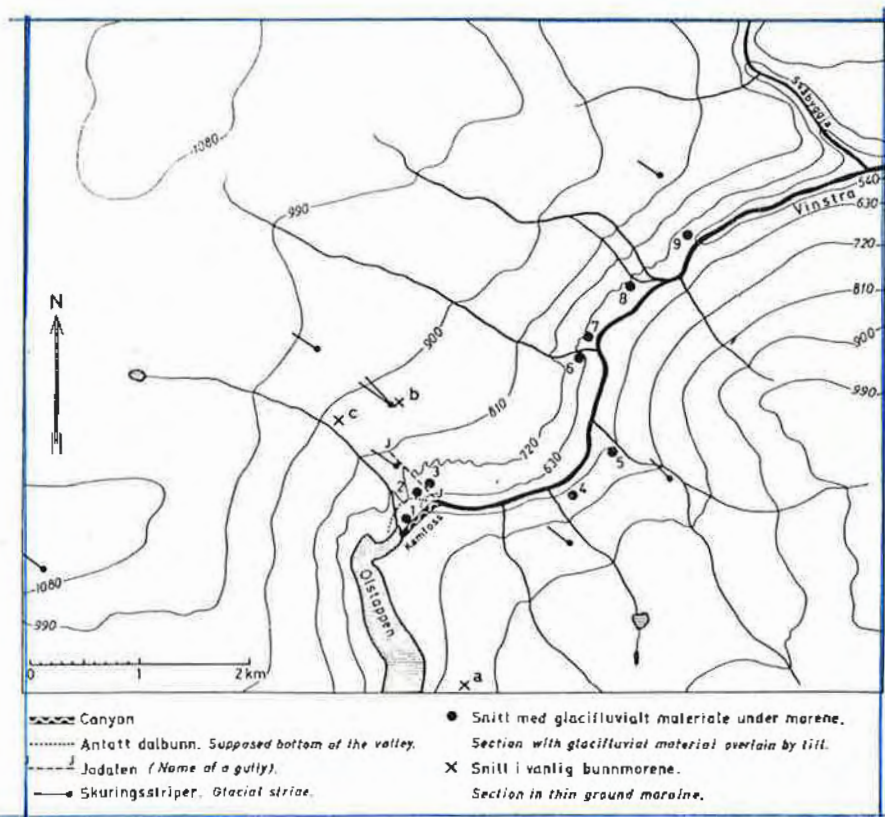 1080
Skåbyggja
540
Vinstra
630
990
720
9
810
8
N
900
7
900
6
990
b
c
810
J
720
3
630
5
2
4
J
1
Kamfoss
1080
Olstappen
990
0 1 2 km
a
Canyon
Antatt dalbunn. Supposed bottom of the valley.
J J Jødalen (Name of a gully).
Skuringsstriper. Glacial striae.
Snitt med glacifluvialt materiale under morene.
Section with glacifluvial material overlain by till.
Snitt i vanlig bunnmorene.
Section in thin ground moraine.